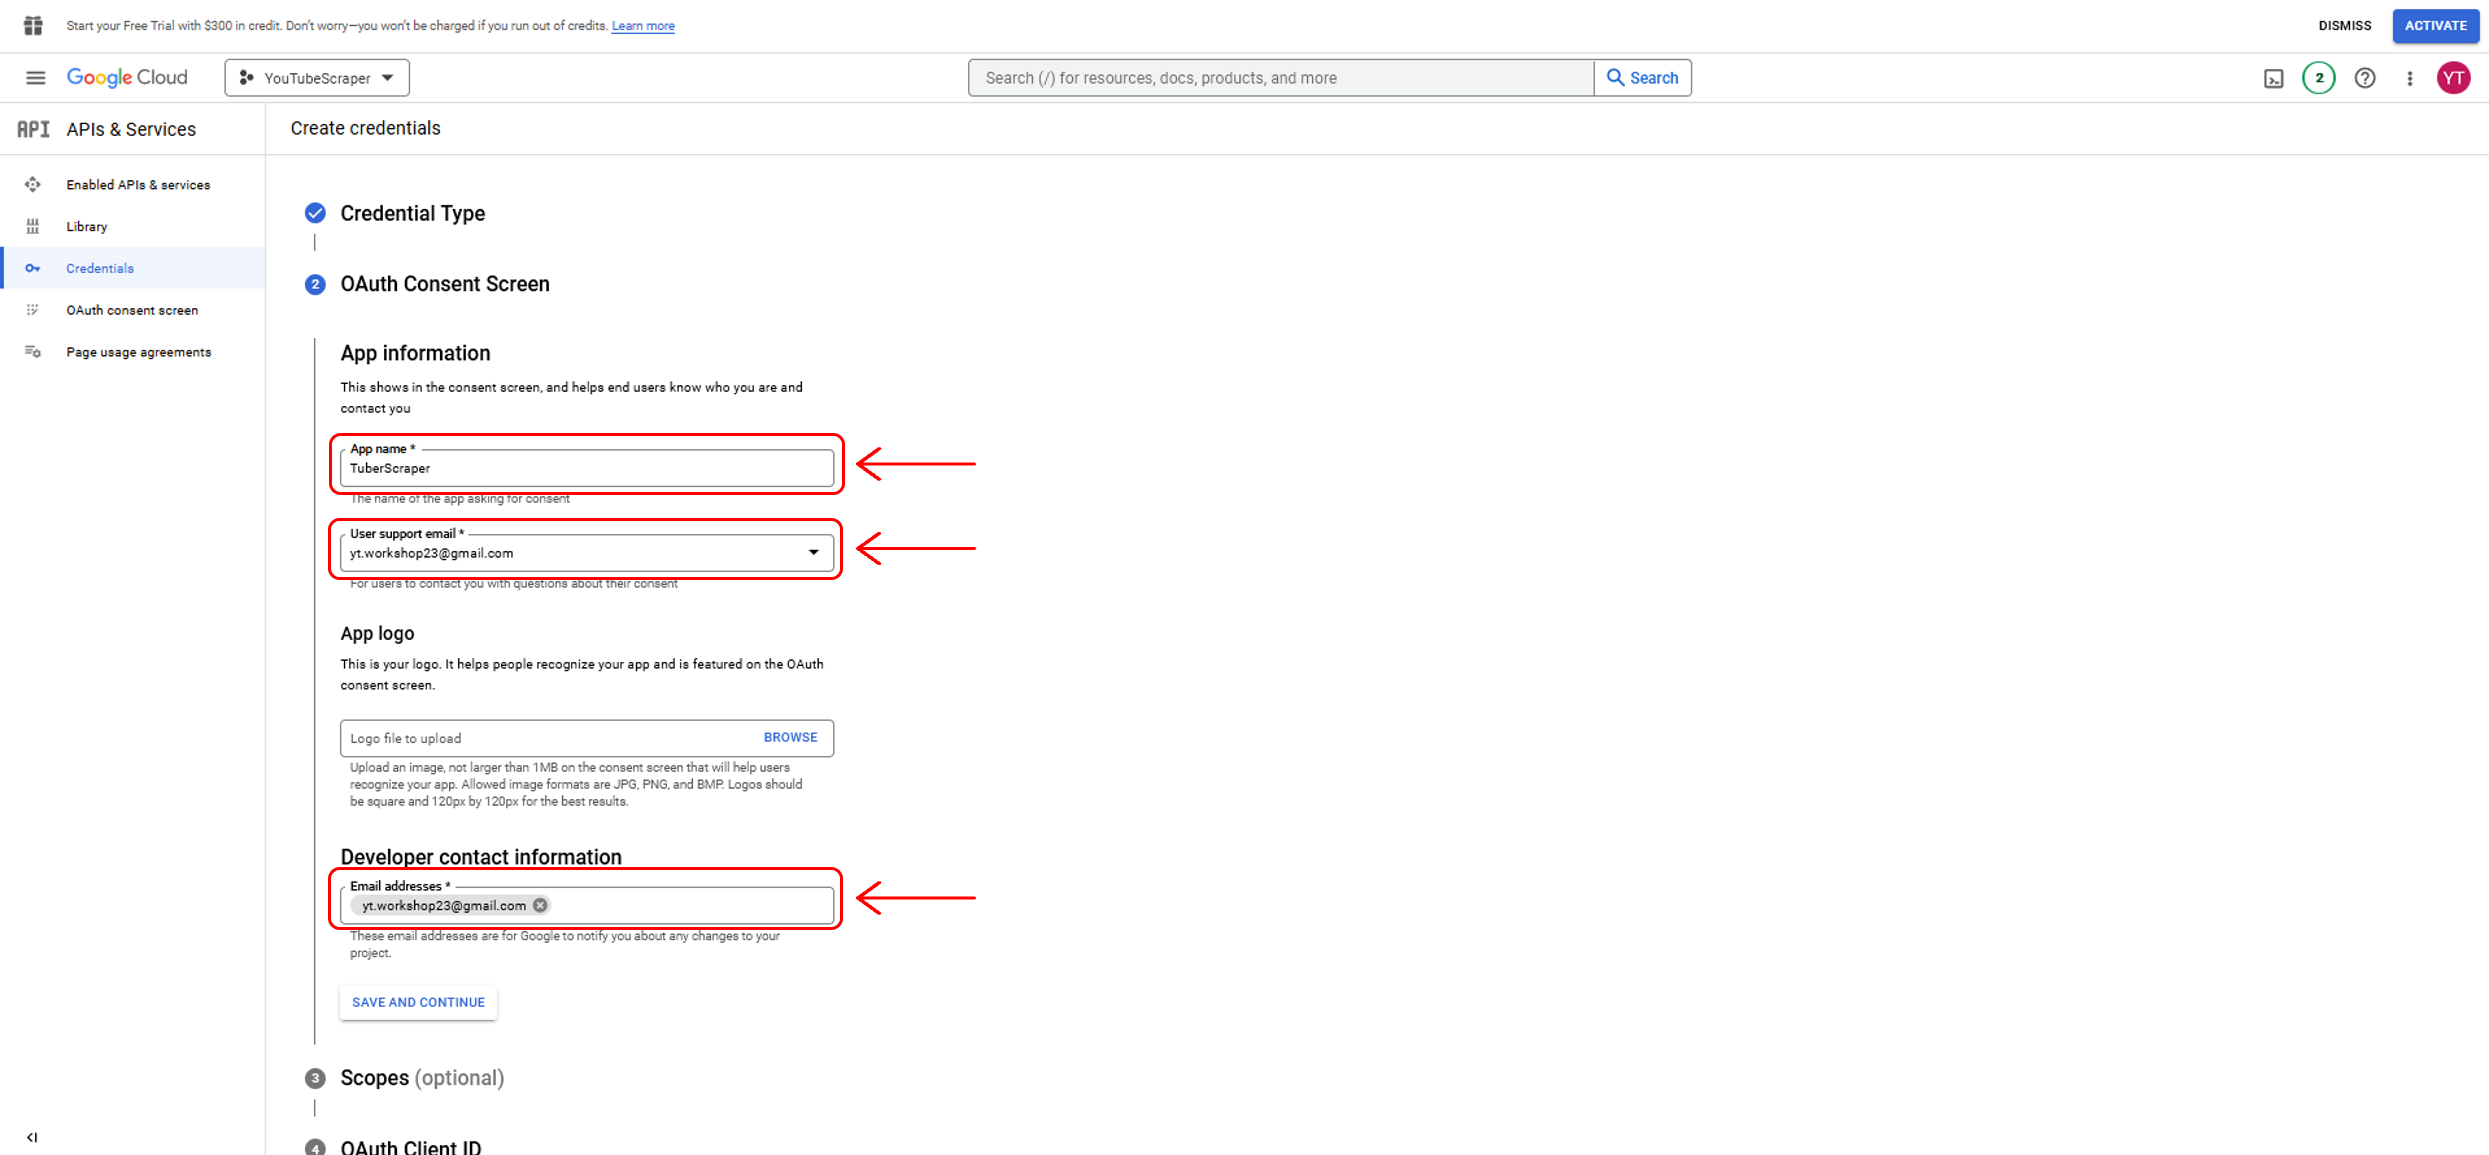 Start your Free Trial with $300 in credit. Don't worry—you won't be charged if you run out of credits. Learn more
DISMISS
ACTIVATE
Google Cloud
YouTubeScraper
Search (/) for resources, docs, products, and more
Search
2
YT
API APIs & Services
Create credentials
Enabled APIs & services
Library
Credentials
OAuth consent screen
Page usage agreements
Credential Type
2 OAuth Consent Screen
App information
This shows in the consent screen, and helps end users know who you are and
contact you
App name *
TuberScraper
The name of the app asking for consent
User support email *
yt.workshop23@gmail.com
For users to contact you with questions about their consent
App logo
This is your logo. It helps people recognize your app and is featured on the OAuth
consent screen.
Logo file to upload
BROWSE
Upload an image, not larger than 1MB on the consent screen that will help users
recognize your app. Allowed image formats are JPG, PNG, and BMP. Logos should
be square and 120px by 120px for the best results.
Developer contact information
Email addresses *
yt.workshop23@gmail.com
These email addresses are for Google to notify you about any changes to your
project.
SAVE AND CONTINUE
3 Scopes (optional)
4 OAuth Client ID